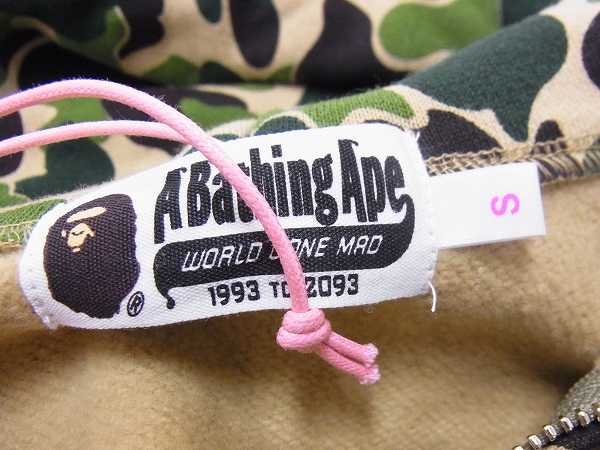 A Bathing Ape
WORLD GONE MAD
1993 TO 2093
®
S